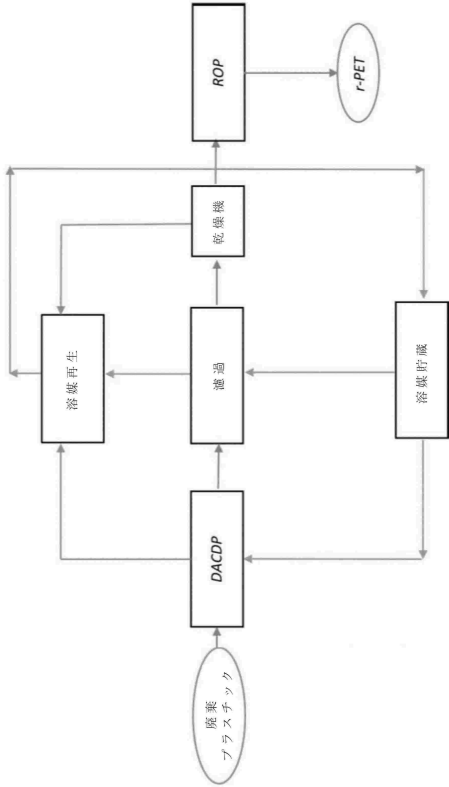 廃棄
プラスチック
DACDP
溶媒再生
濾過
溶媒貯蔵
乾燥機
ROP
r-PET